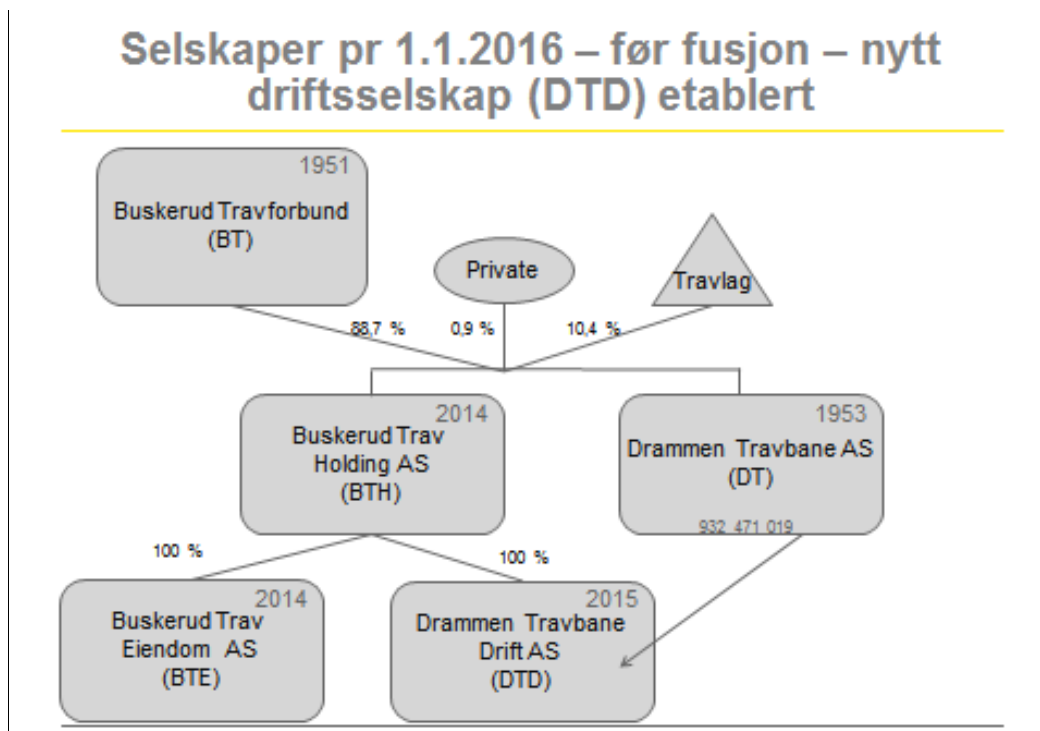 Selskaper pr 1.1.2016 – før fusjon – nytt
driftsselskap (DTD) etablert
1951
Buskerud Travforbund
(BT)
Private
Travlag
88,7 %
0,9 %
10,4 %
2014
Buskerud Trav
Holding AS
(BTH)
1953
Drammen Travbane AS
(DT)
932 471 019
100 %
100 %
2014
Buskerud Trav
Eiendom AS
(BTE)
2015
Drammen Travbane
Drift AS
(DTD)